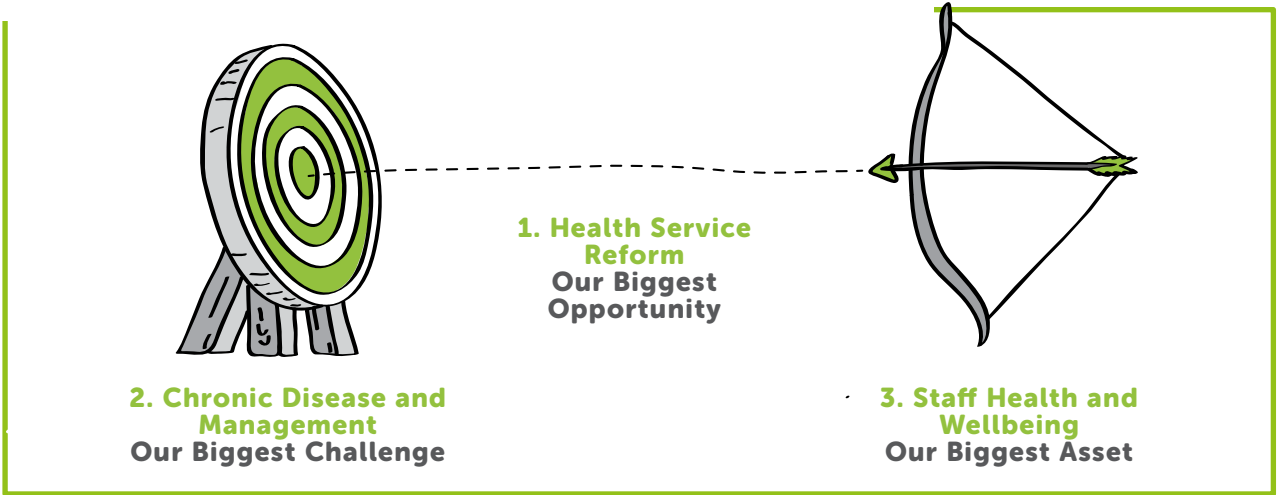 1. Health Service
Reform
Our Biggest
Opportunity
2. Chronic Disease and
Management
Our Biggest Challenge
3. Staff Health and
Wellbeing
Our Biggest Asset